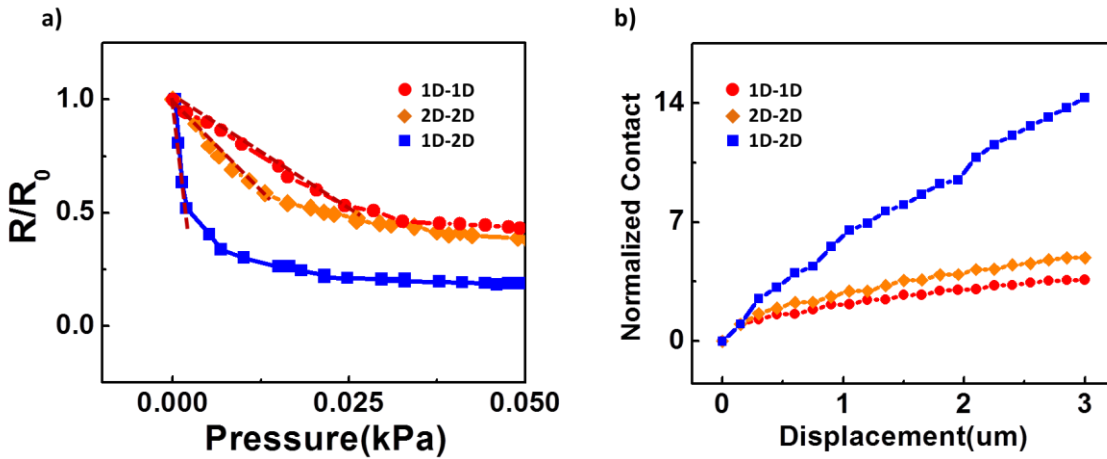 a)
1D-1D
2D-2D
1D-2D
1.0
0.5
0.0
R/R0
0.000
0.025
0.050
Pressure(kPa)
b)
1D-1D
2D-2D
1D-2D
14
7
0
Normalized Contact
0
1
2
3
Displacement(um)